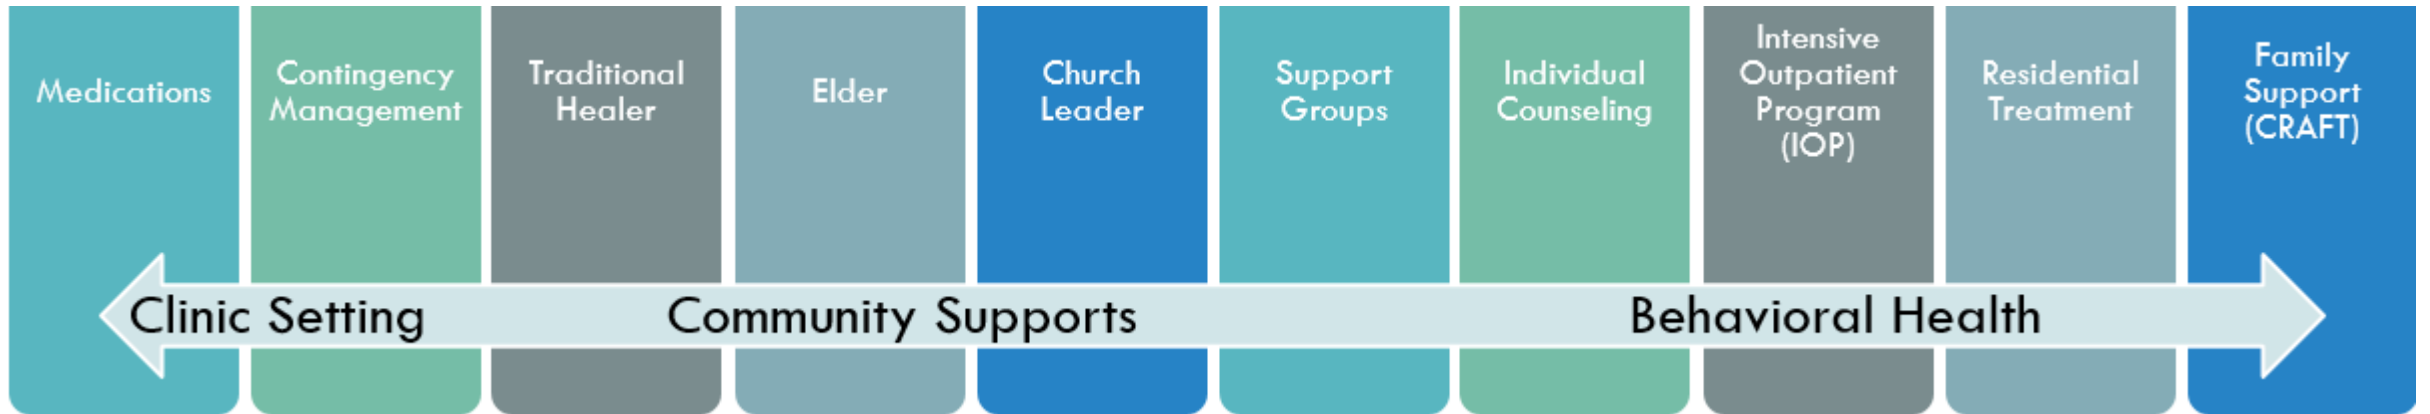 Medications
Contingency
Management
Traditional
Healer
Elder
Church
Leader
Support
Groups
Individual
Counseling
Intensive
Outpatient
Program
(IOP)
Residential
Treatment
Family
Support
(CRAFT)
Clinic Setting
Community Supports
Behavioral Health